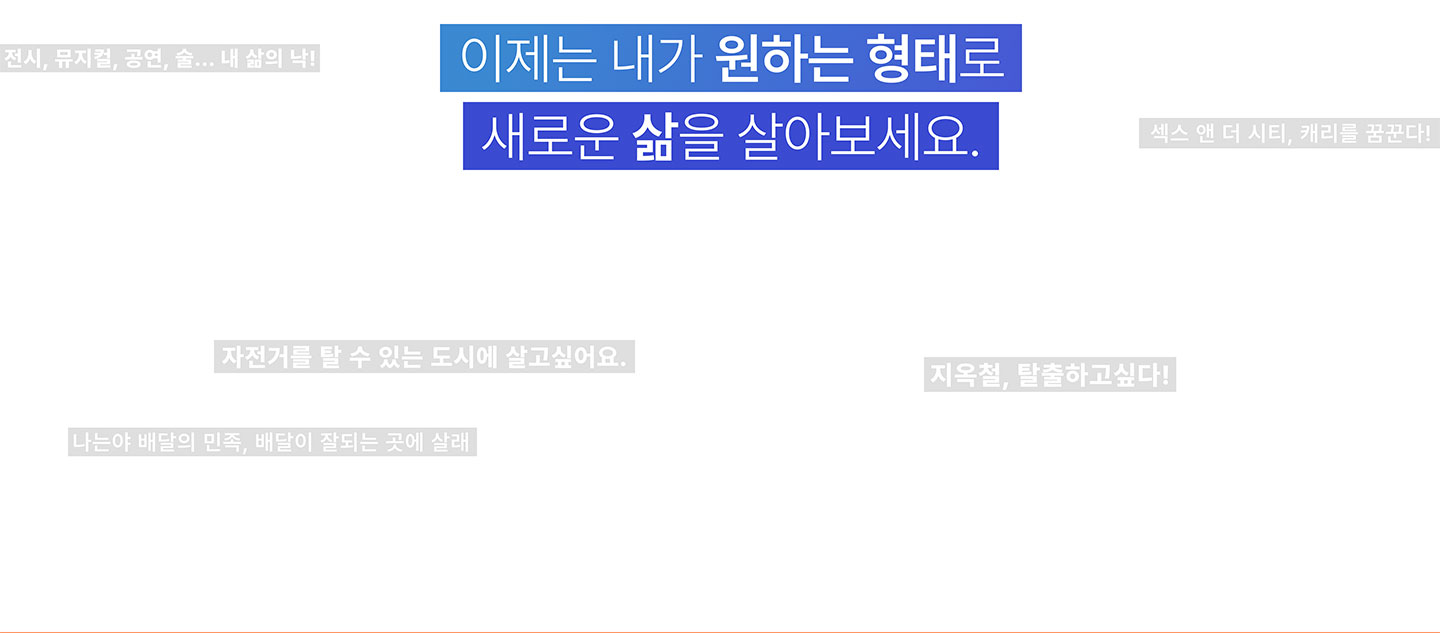 이제는 내가 원하는 형태로
전시, 뮤지컬, 공연, 술... 내 삶의 낙!
새로운 삶을 살아보세요.
섹스 앤 더 시티, 캐리를 꿈꾼다!
자전거를 탈 수 있는 도시에 살고싶어요.
지옥철, 탈출하고싶다!
나는야 배달의 민족, 배달이 잘되는 곳에 살래